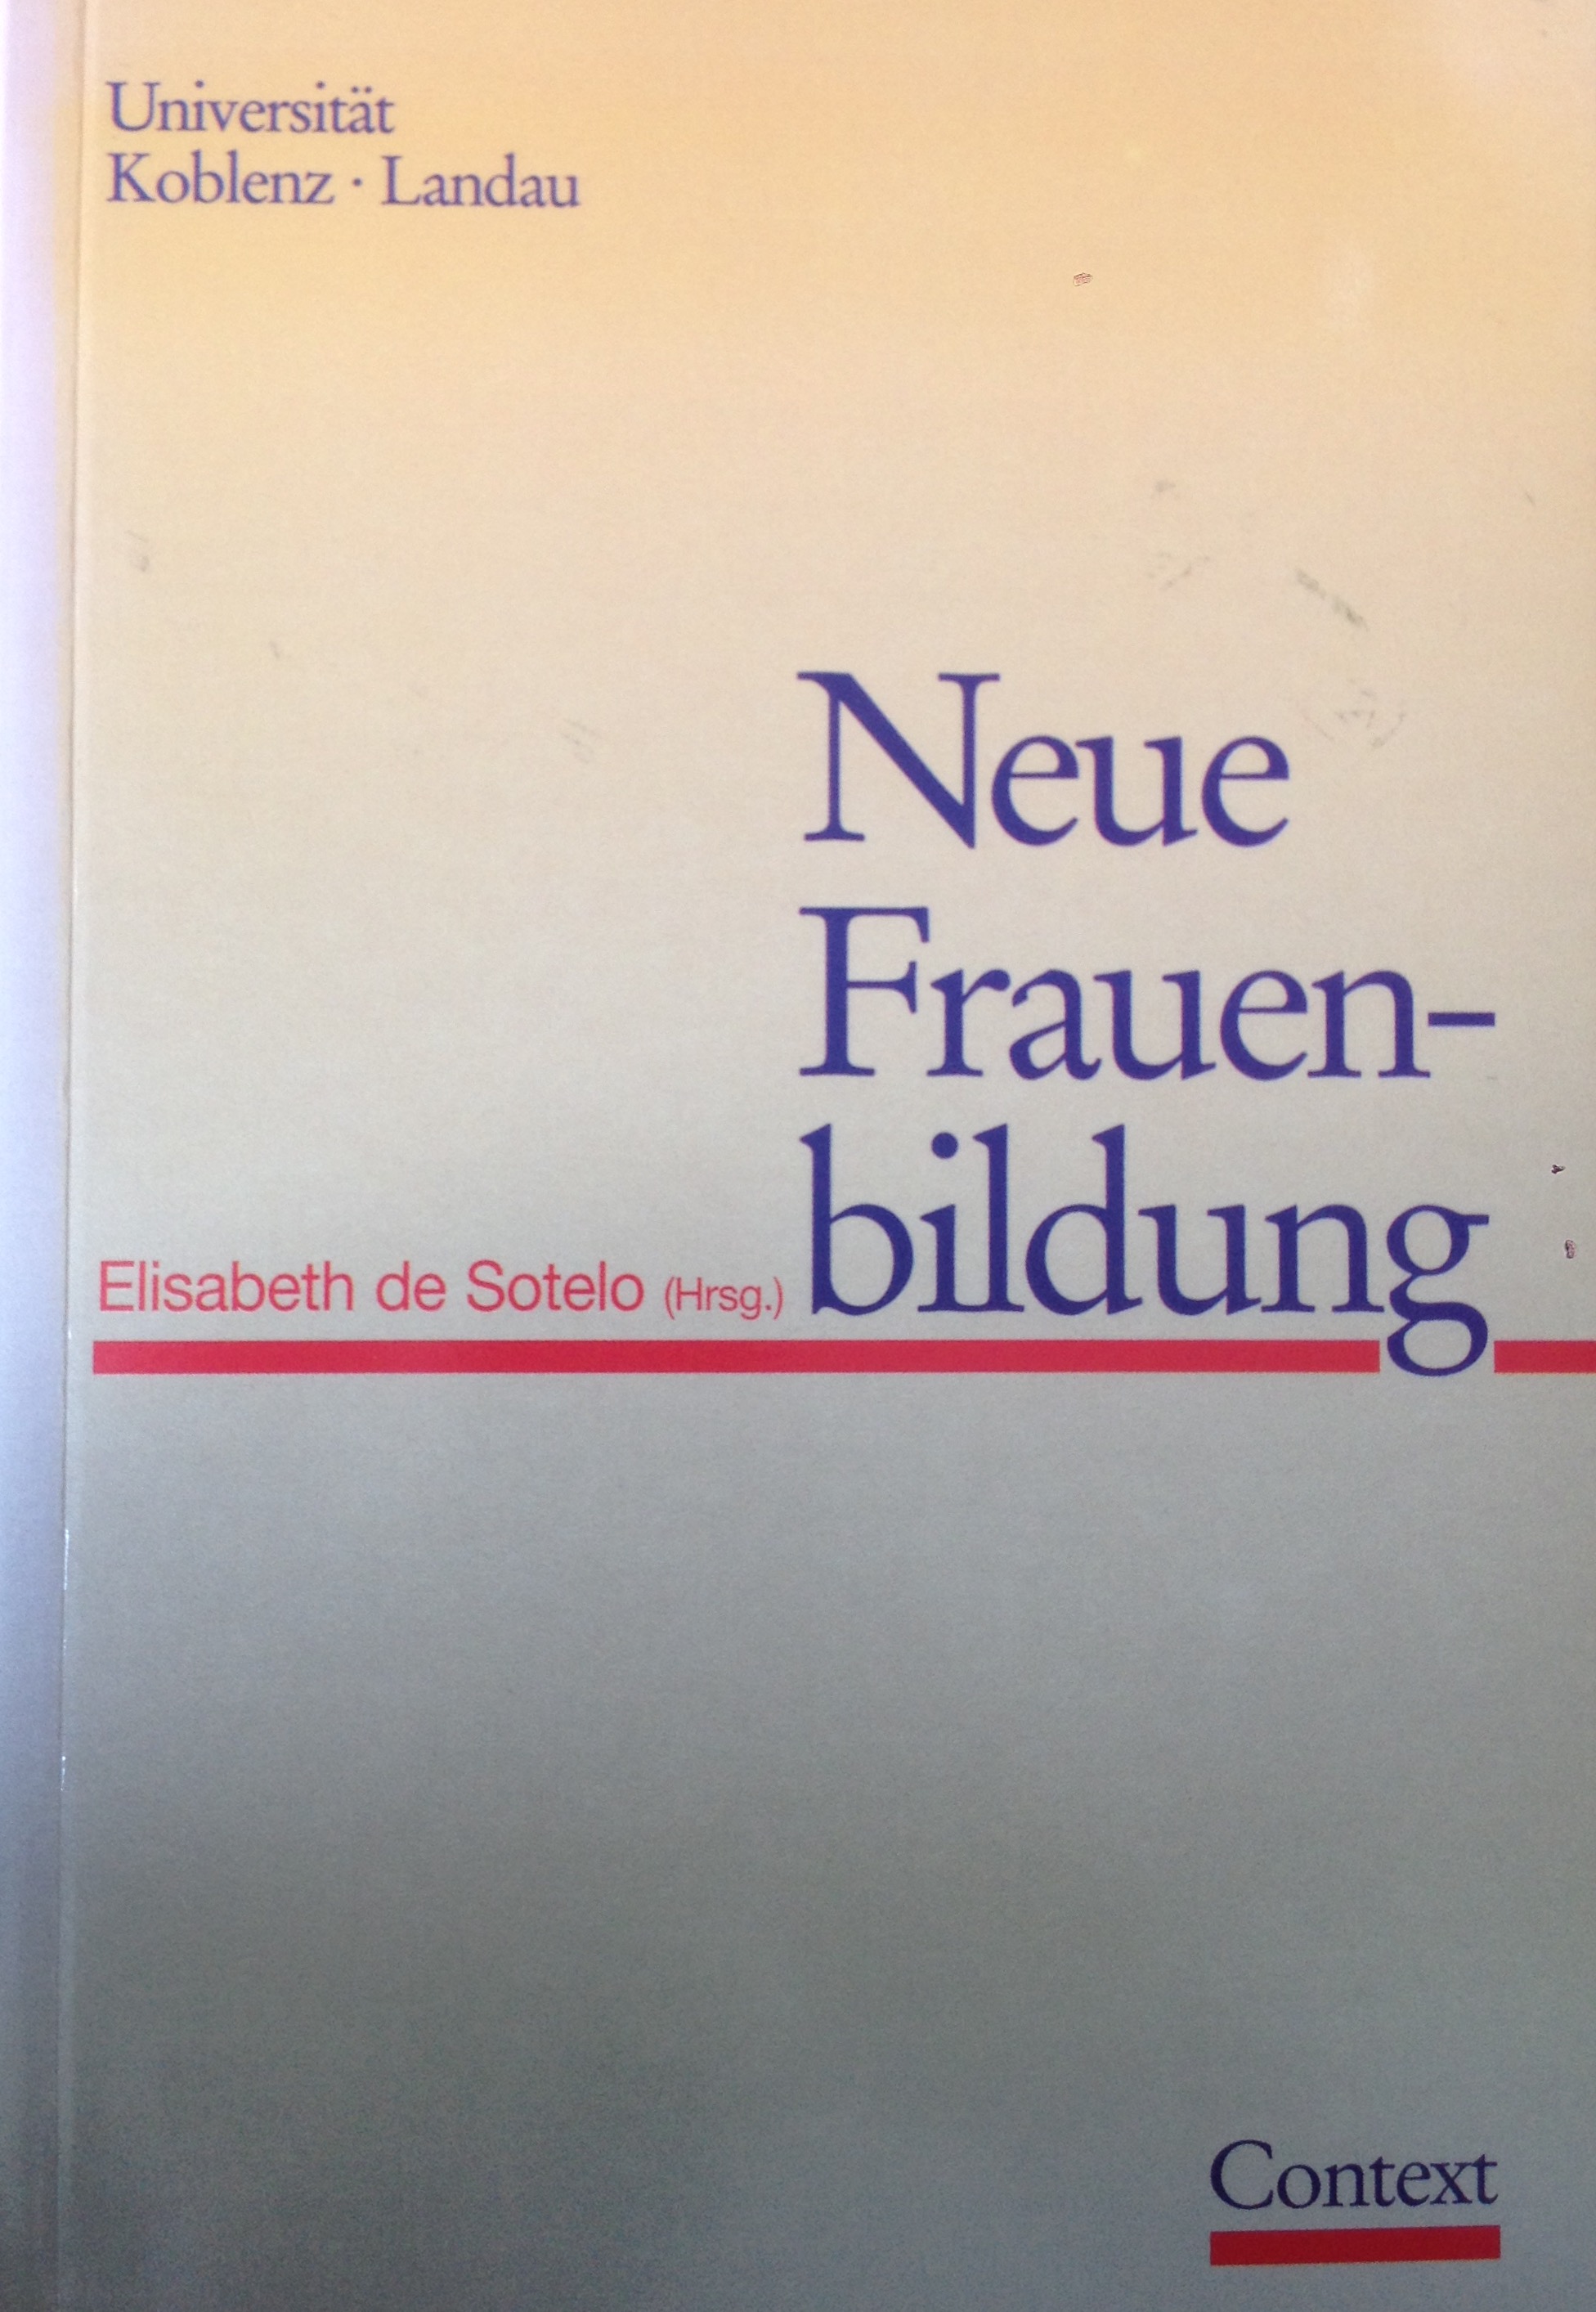 Universität
Koblenz · Landau
Neue
Frauen-
bildung
Elisabeth de Sotelo (Hrsg.)
Context